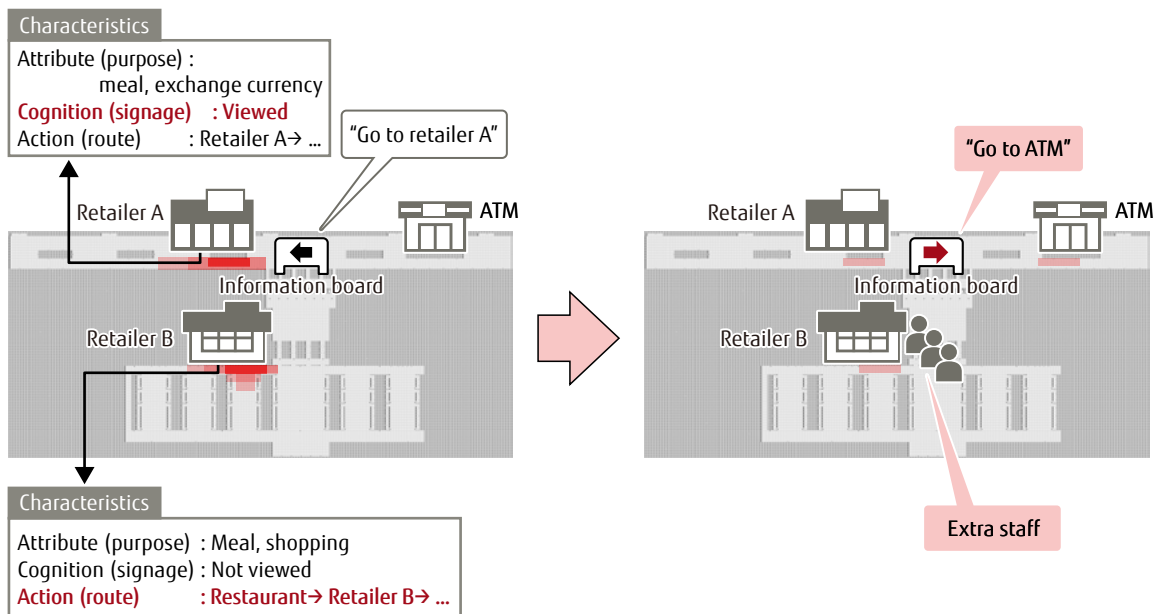 Characteristics
Attribute (purpose) :
meal, exchange currency
Cognition (signage) : Viewed
Action (route) : Retailer A→ ...
“Go to retailer A”
Retailer A
ATM
Information board
Retailer B
Characteristics
Attribute (purpose) : Meal, shopping
Cognition (signage) : Not viewed
Action (route) : Restaurant→ Retailer B→ ...
“Go to ATM”
Retailer A
ATM
Information board
Retailer B
Extra staff